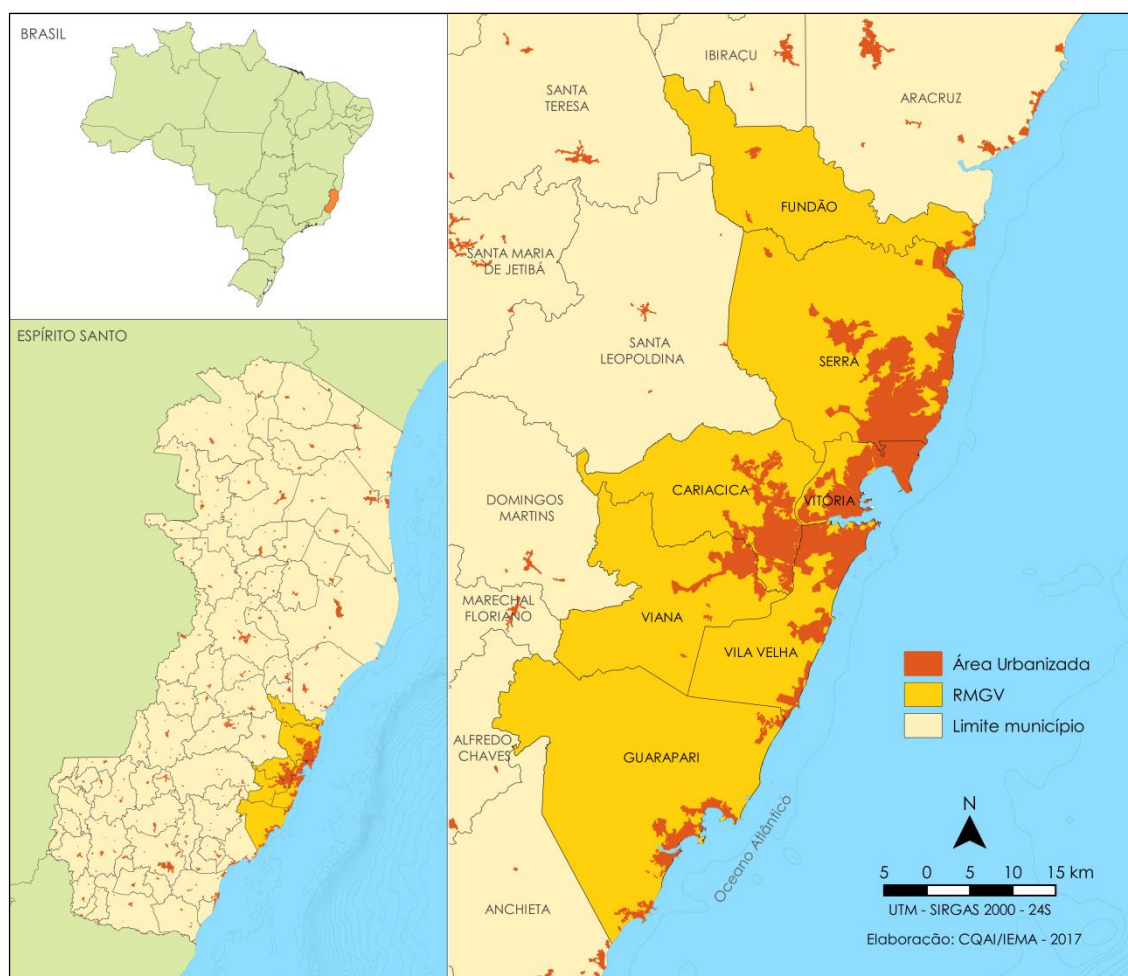 BRASIL
ESPÍRITO SANTO
IBIRAÇU
SANTA
TERESA
ARACRUZ
FUNDÃO
SANTA MARIA
DE JETIBÁ
SANTA
LEOPOLDINA
SERRA
CARIACICA
VITÓRIA
DOMINGOS
MARTINS
MARECHAL
FLORIANO
VIANA
VILA VELHA
ALFREDO
CHAVES
GUARAPARI
ANCHIETA
Oceano Atlântico
Área Urbanizada
RMGV
Limite município
N
5 0 5 10 15 km
UTM - SIRGAS 2000 - 24S
Elaboração: CQAI/IEMA - 2017